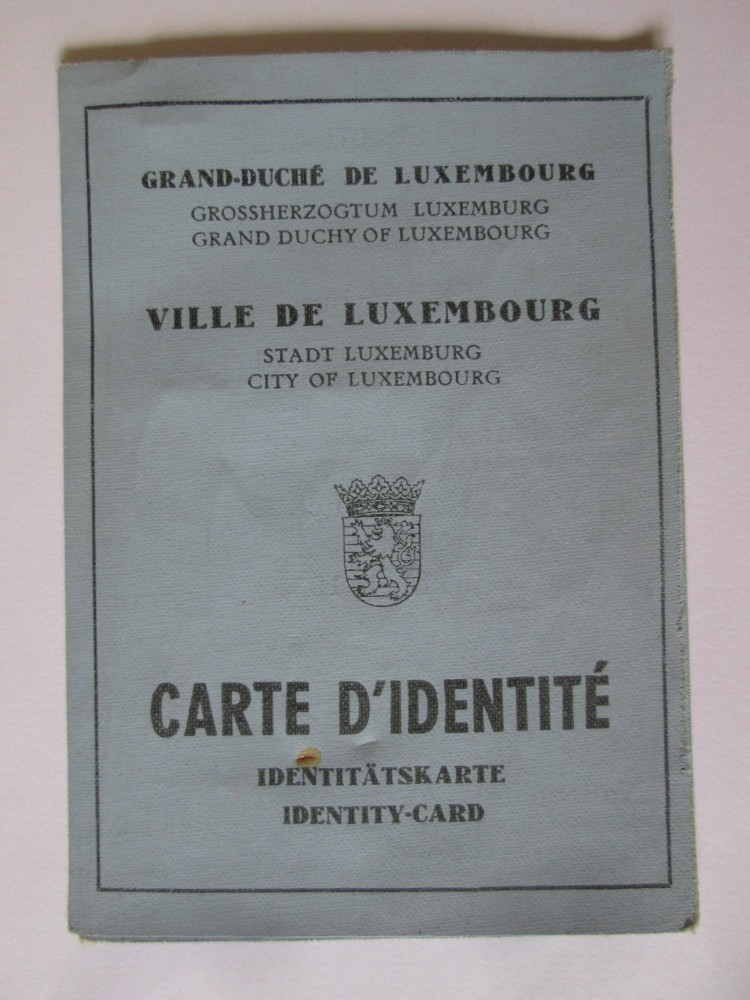 GRAND-DUCHÉ DE LUXEMBOURG
GROSSHERZOGTUM LUXEMBURG
GRAND DUCHY OF LUXEMBOURG
VILLE DE LUXEMBOURG
STADT LUXEMBURG
CITY OF LUXEMBOURG
CARTE D'IDENTITÉ
IDENTITÄTSKARTE
IDENTITY-CARD